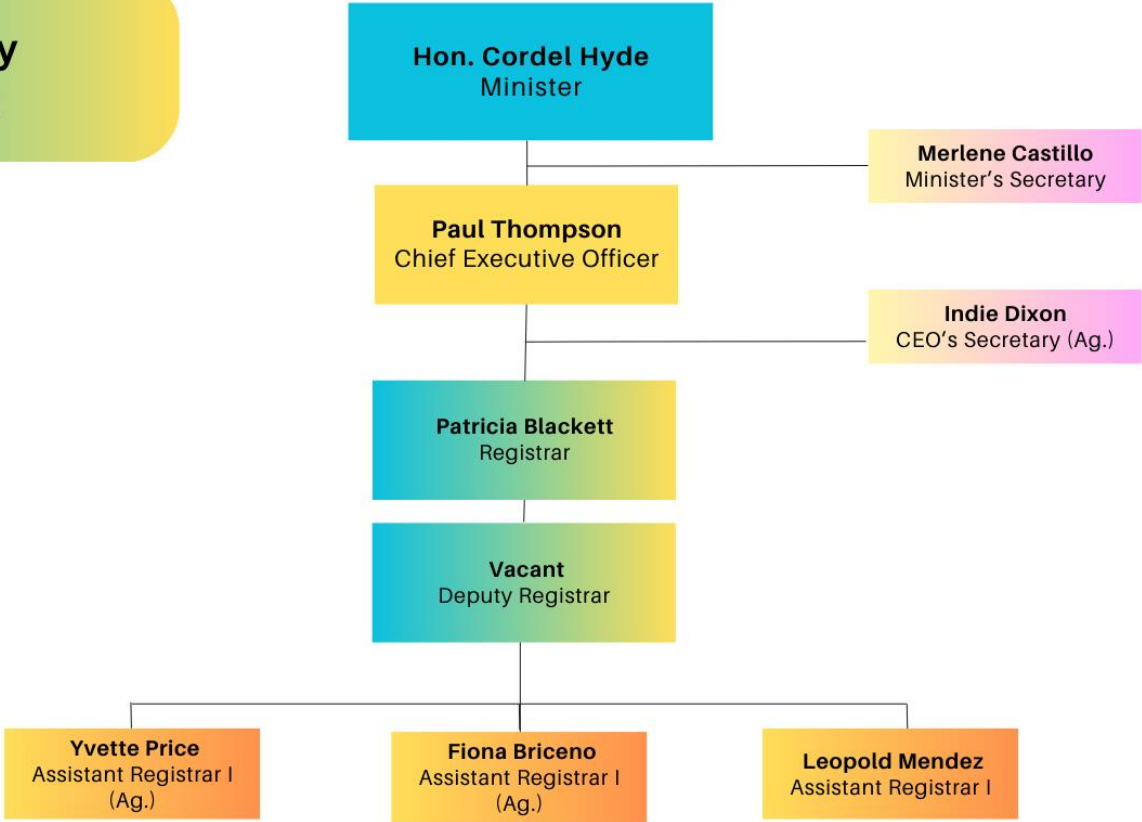 y
Hon. Cordel Hyde
Minister
Merlene Castillo
Minister's Secretary
Paul Thompson
Chief Executive Officer
Indie Dixon
CEO's Secretary (Ag.)
Patricia Blackett
Registrar
Vacant
Deputy Registrar
Yvette Price
Assistant Registrar I
(Ag.)
Fiona Briceno
Assistant Registrar I
(Ag.)
Leopold Mendez
Assistant Registrar I